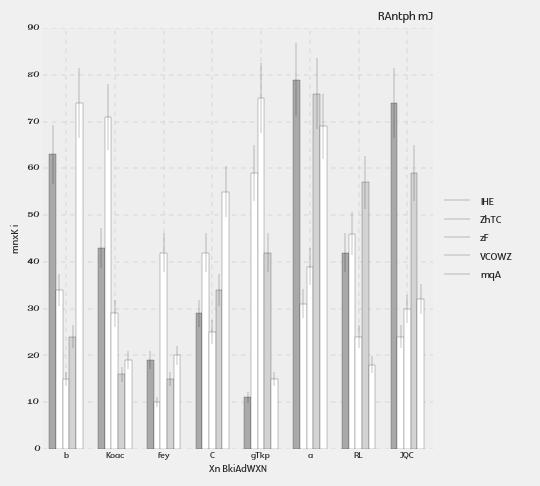 RAntph mJ
90
80
70
60
50
40
30
20
10
0
mnxK i
b Koac fey C gTkp a RL JQC
Xn BkiAdWXN
IHE
ZhTC
zF
VCOWZ
mqA